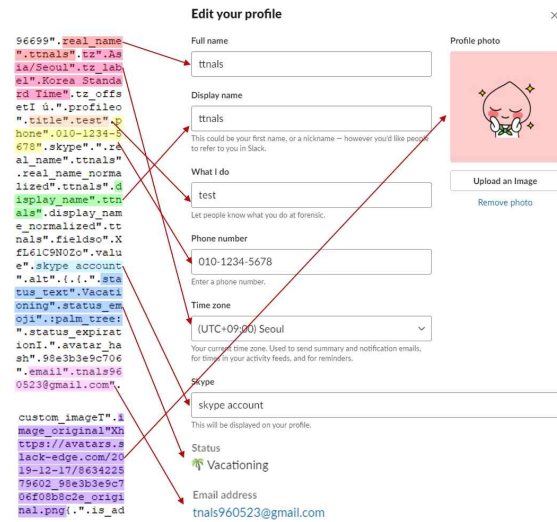 96699".real_name
".ttnals".tz".As
ia/Seoul".tz_lab
el".Korea Standa
rd Time".tz_offs
etI ú.".profileo
".title".test".p
hone".010-1234-5
678".skype".".re
al_name".ttnals"
.real_name_norma
lized".ttnals".d
isplay_name".ttn
als".display_nam
e_normalized".tt
nals".fieldso".X
fL61C9N0Zo".valu
e".skype account
".alt".{.{.".sta
tus_text".Vacati
oning".status_em
oji".:palm_tree:
".status_expirat
ionI.".avatar_ha
sh".98e3b3e9c706
".email".tnals96
0523@gmail.com".
custom_imageT".i
mage_original"Xh
ttps://avatars.s
lack-edge.com/20
19-12-17/8634225
79602_98e3b3e9c7
06f08b8c2e_origi
nal.png{.".is_ad
Edit your profile
Full name
ttnals
Display name
ttnals
This could be your first name, or a nickname — however you'd like people
to refer to you in Slack.
What I do
test
Let people know what you do at forensic.
Phone number
010-1234-5678
Enter a phone number.
Time zone
(UTC+09:00) Seoul
Your current time zone. Used to send summary and notification emails,
for times in your activity feeds, and for reminders.
Skype
skype account
This will be displayed on your profile.
Status
Vacationing
Email address
tnals960523@gmail.com
Profile photo
Upload an Image
Remove photo